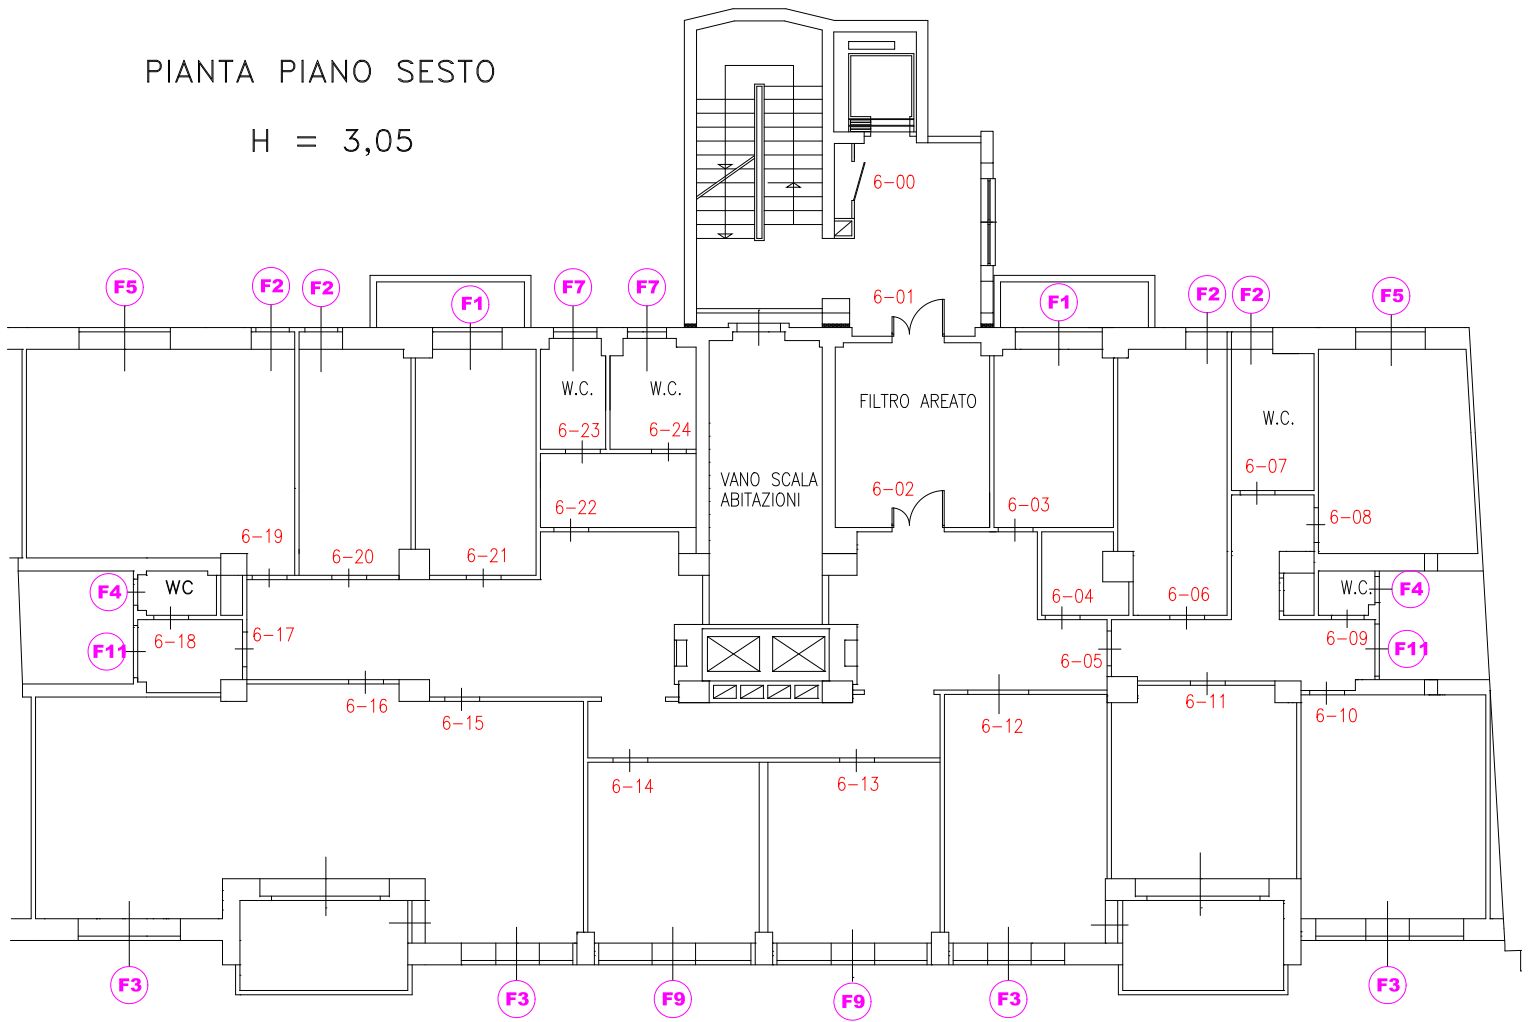 PIANTA PIANO SESTO
H = 3,05
6-00
F5
F2
F2
F1
F7
F7
6-01
F1
F2
F2
F5
W.C.
W.C.
FILTRO AREATO
W.C.
6-23
6-24
6-07
VANO SCALA
ABITAZIONI
6-22
6-02
6-03
6-08
6-19
6-20
6-21
F4
WC
6-04
6-06
W.C.
F4
6-18
6-17
6-05
6-09
F11
F11
6-16
6-15
6-12
6-11
6-10
6-14
6-13
F3
F3
F9
F9
F3
F3